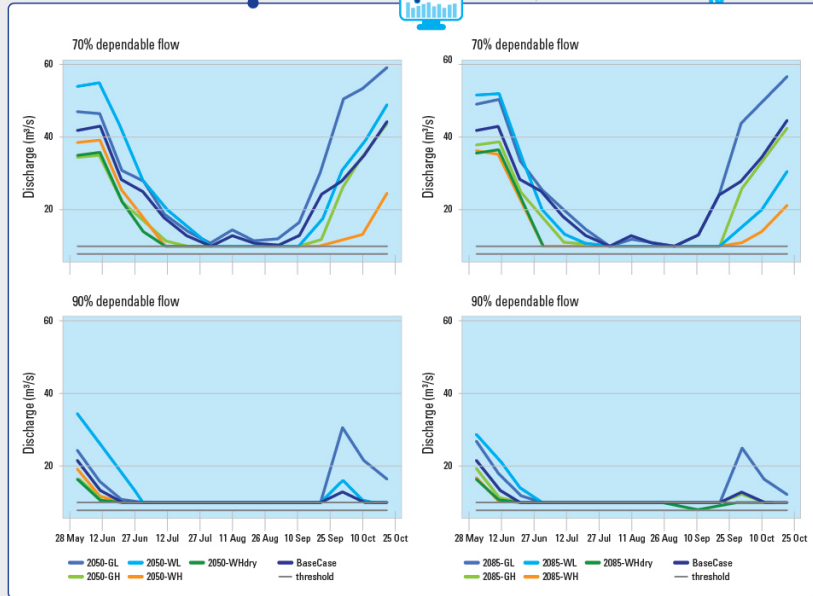 70% dependable flow
60
40
20
Discharge (m³/s)
70% dependable flow
60
40
20
Discharge (m³/s)
90% dependable flow
60
40
20
Discharge (m³/s)
28 May 12 Jun 27 Jun 12 Jul 27 Jul 11 Aug 26 Aug 10 Sep 25 Sep 10 Oct 25 Oct
2050-GL 2050-WL 2050-WHdry BaseCase
2050-GH 2050-WH threshold
90% dependable flow
60
40
20
Discharge (m³/s)
28 May 12 Jun 27 Jun 12 Jul 27 Jul 11 Aug 26 Aug 10 Sep 25 Sep 10 Oct 25 Oct
2085-GL 2085-WL 2085-WHdry BaseCase
2085-GH 2085-WH threshold